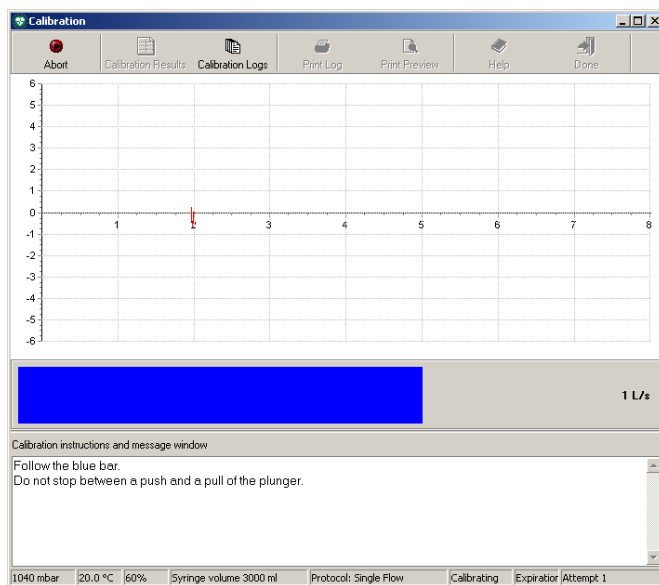 Calibration
Abort
Calibration Results
Calibration Logs
Print Log
Print Preview
Help
Done
6
5
4
3
2
1
0
-1
-2
-3
-4
-5
-6
1 2 3 4 5 6 7 8
1 L/s
Calibration instructions and message window
Follow the blue bar.
Do not stop between a push and a pull of the plunger.
1040 mbar 20.0 °C 60% Syringe volume 3000 ml Protocol: Single Flow Calibrating Expiration Attempt 1